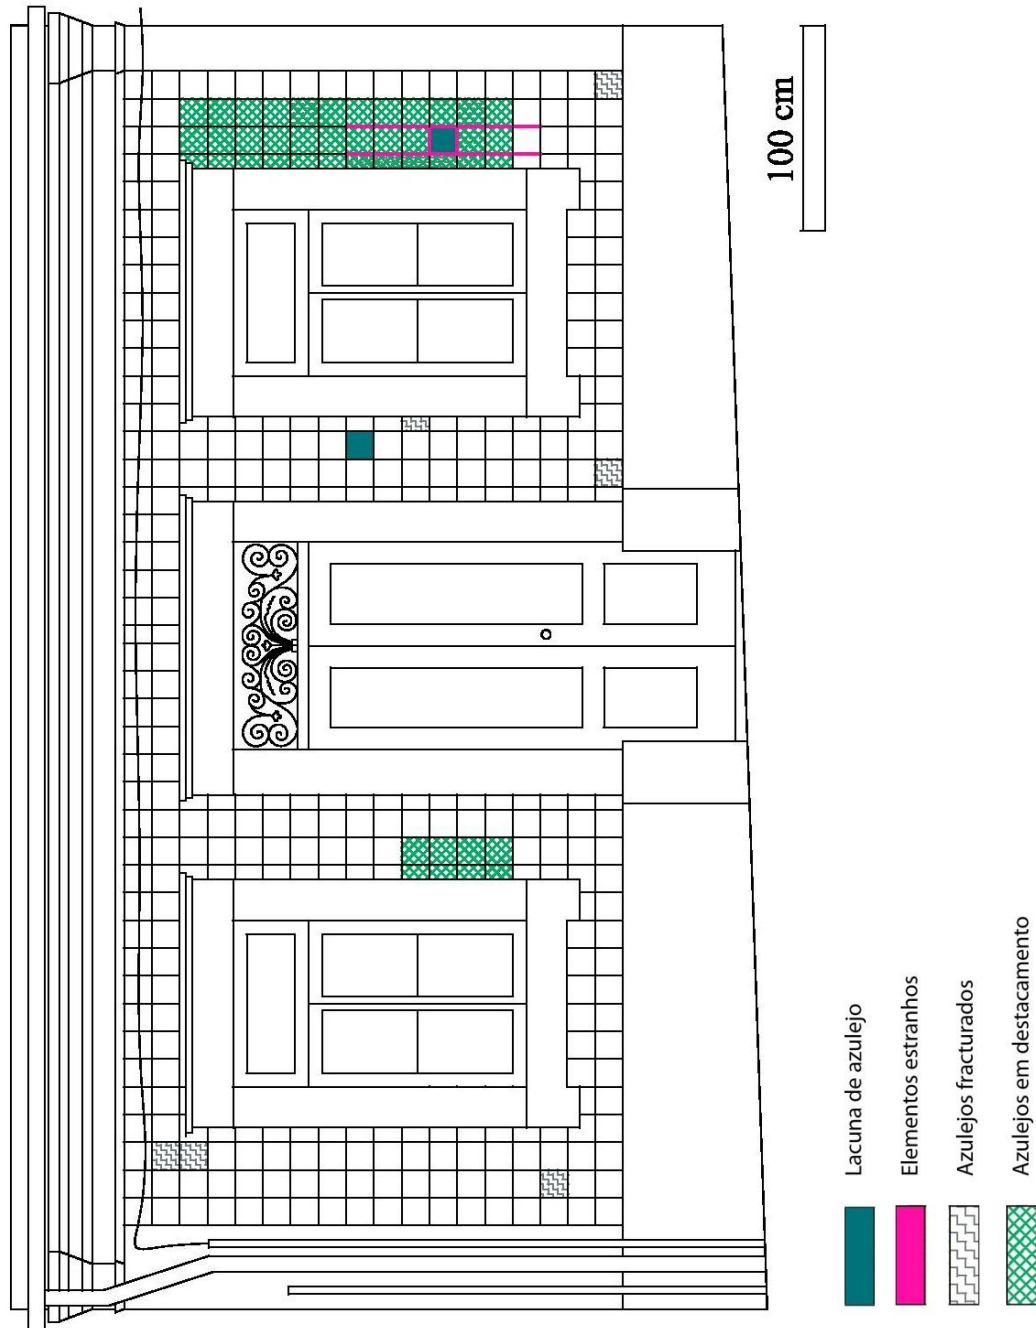 100 cm
Lacuna de azulejo
Elementos estranhos
Azulejos fracturados
Azulejos em destacamento